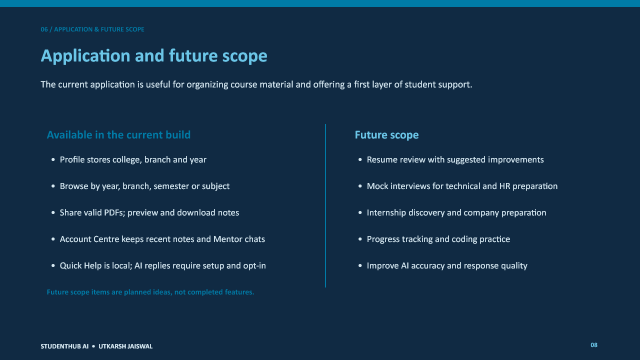 06 / APPLICATION & FUTURE SCOPE
Application and future scope
The current application is useful for organizing course material and offering a first layer of student support.
Available in the current build
• Profile stores college, branch and year
• Browse by year, branch, semester or subject
• Share valid PDFs; preview and download notes
• Account Centre keeps recent notes and Mentor chats
• Quick Help is local; AI replies require setup and opt-in
Future scope items are planned ideas, not completed features.
Future scope
• Resume review with suggested improvements
• Mock interviews for technical and HR preparation
• Internship discovery and company preparation
• Progress tracking and coding practice
• Improve AI accuracy and response quality
STUDENTHUB AI • UTKARSH JAISWAL
08